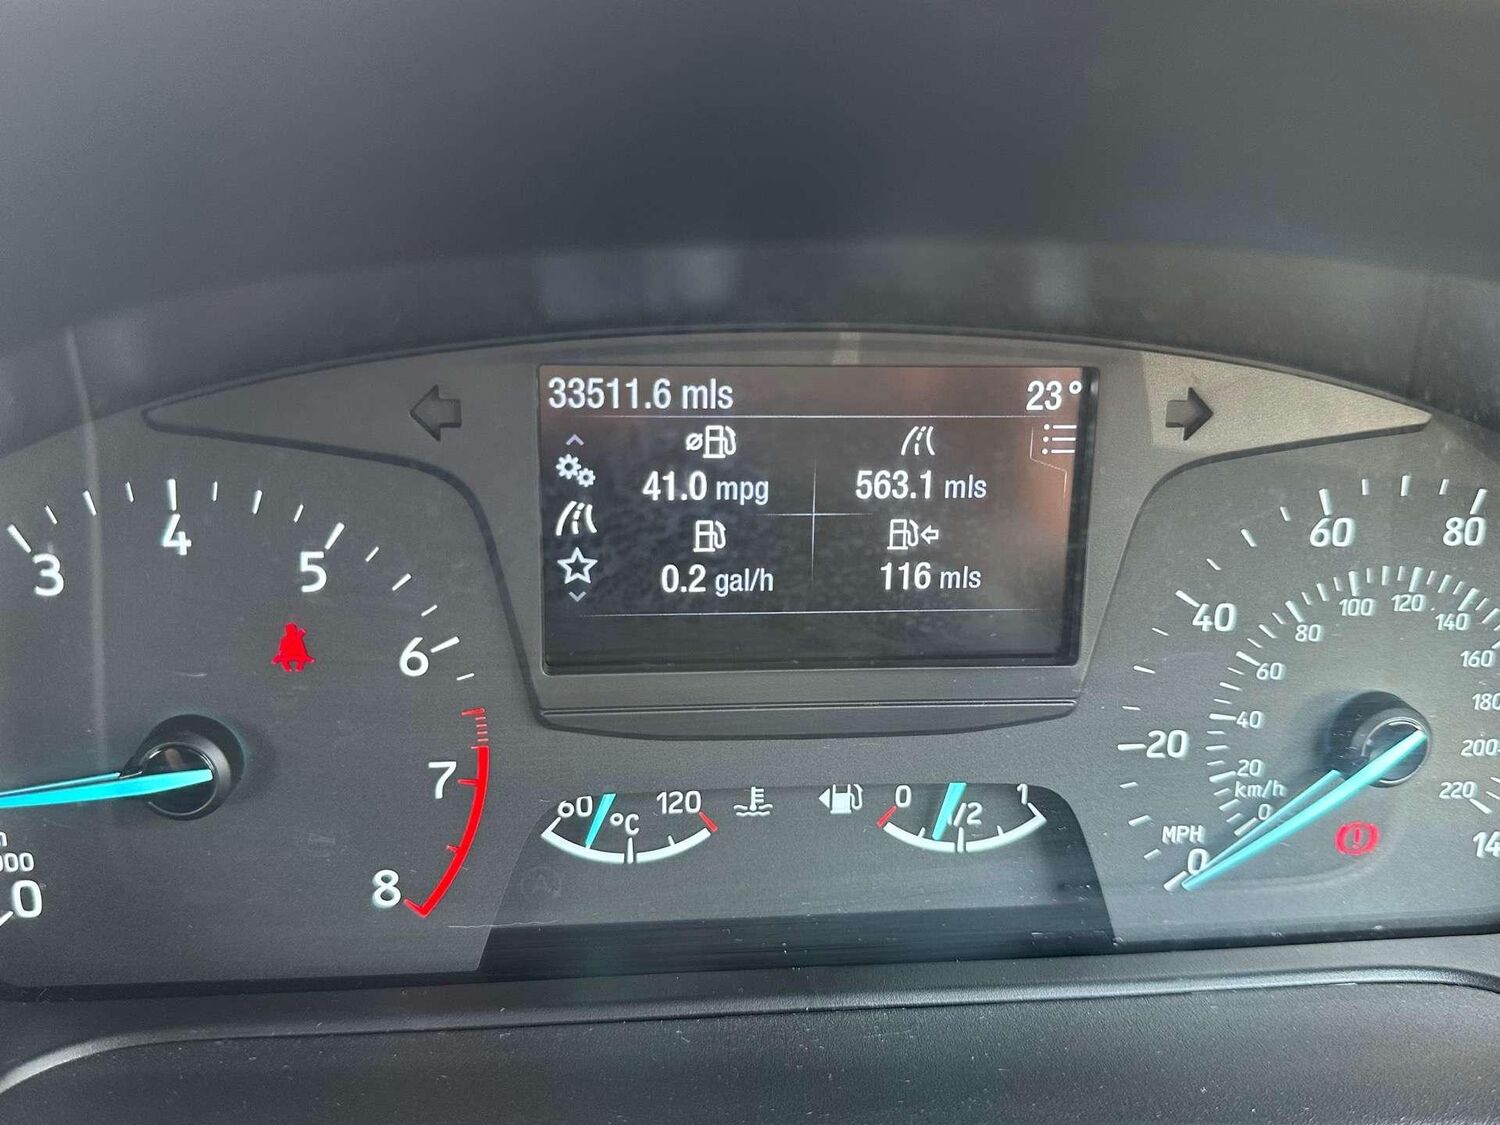 33511.6 mls 23°
ø 41.0 mpg 563.1 mls
0.2 gal/h 116 mls
3 4 5 6 7 8
0
60 °C 120
0 1/2 1
MPH 0 20 40 60 80
km/h 0 20 40 60 80 100 120 140 160 200 220